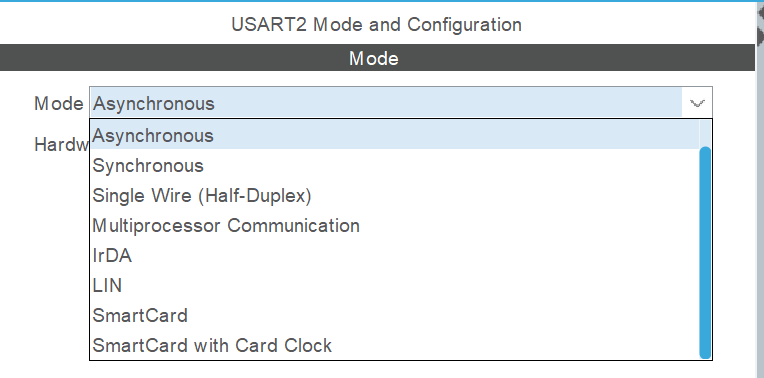 USART2 Mode and Configuration
Mode
Mode Asynchronous
Asynchronous
Hardw
Synchronous
Single Wire (Half-Duplex)
Multiprocessor Communication
IrDA
LIN
SmartCard
SmartCard with Card Clock